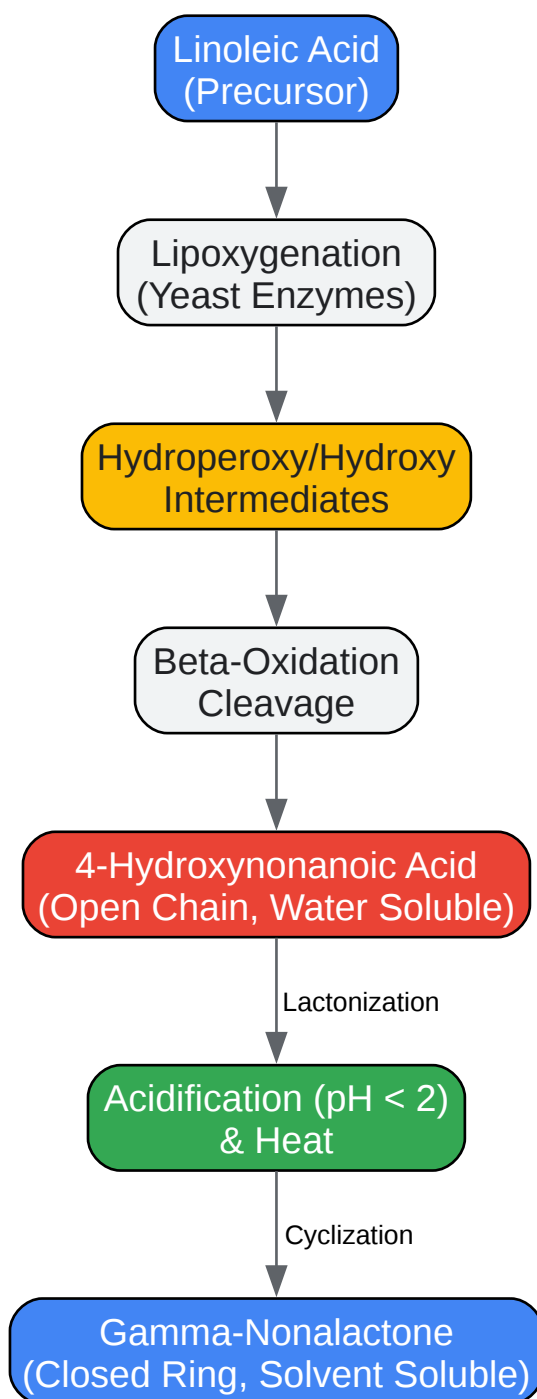 Linoleic Acid
(Precursor)
Lipoxygenation
(Yeast Enzymes)
Hydroperoxy/Hydroxy
Intermediates
Beta-Oxidation
Cleavage
4-Hydroxynonanoic Acid
(Open Chain, Water Soluble)
Lactonization
Acidification (pH < 2)
& Heat
Cyclization
Gamma-Nonalactone
(Closed Ring, Solvent Soluble)